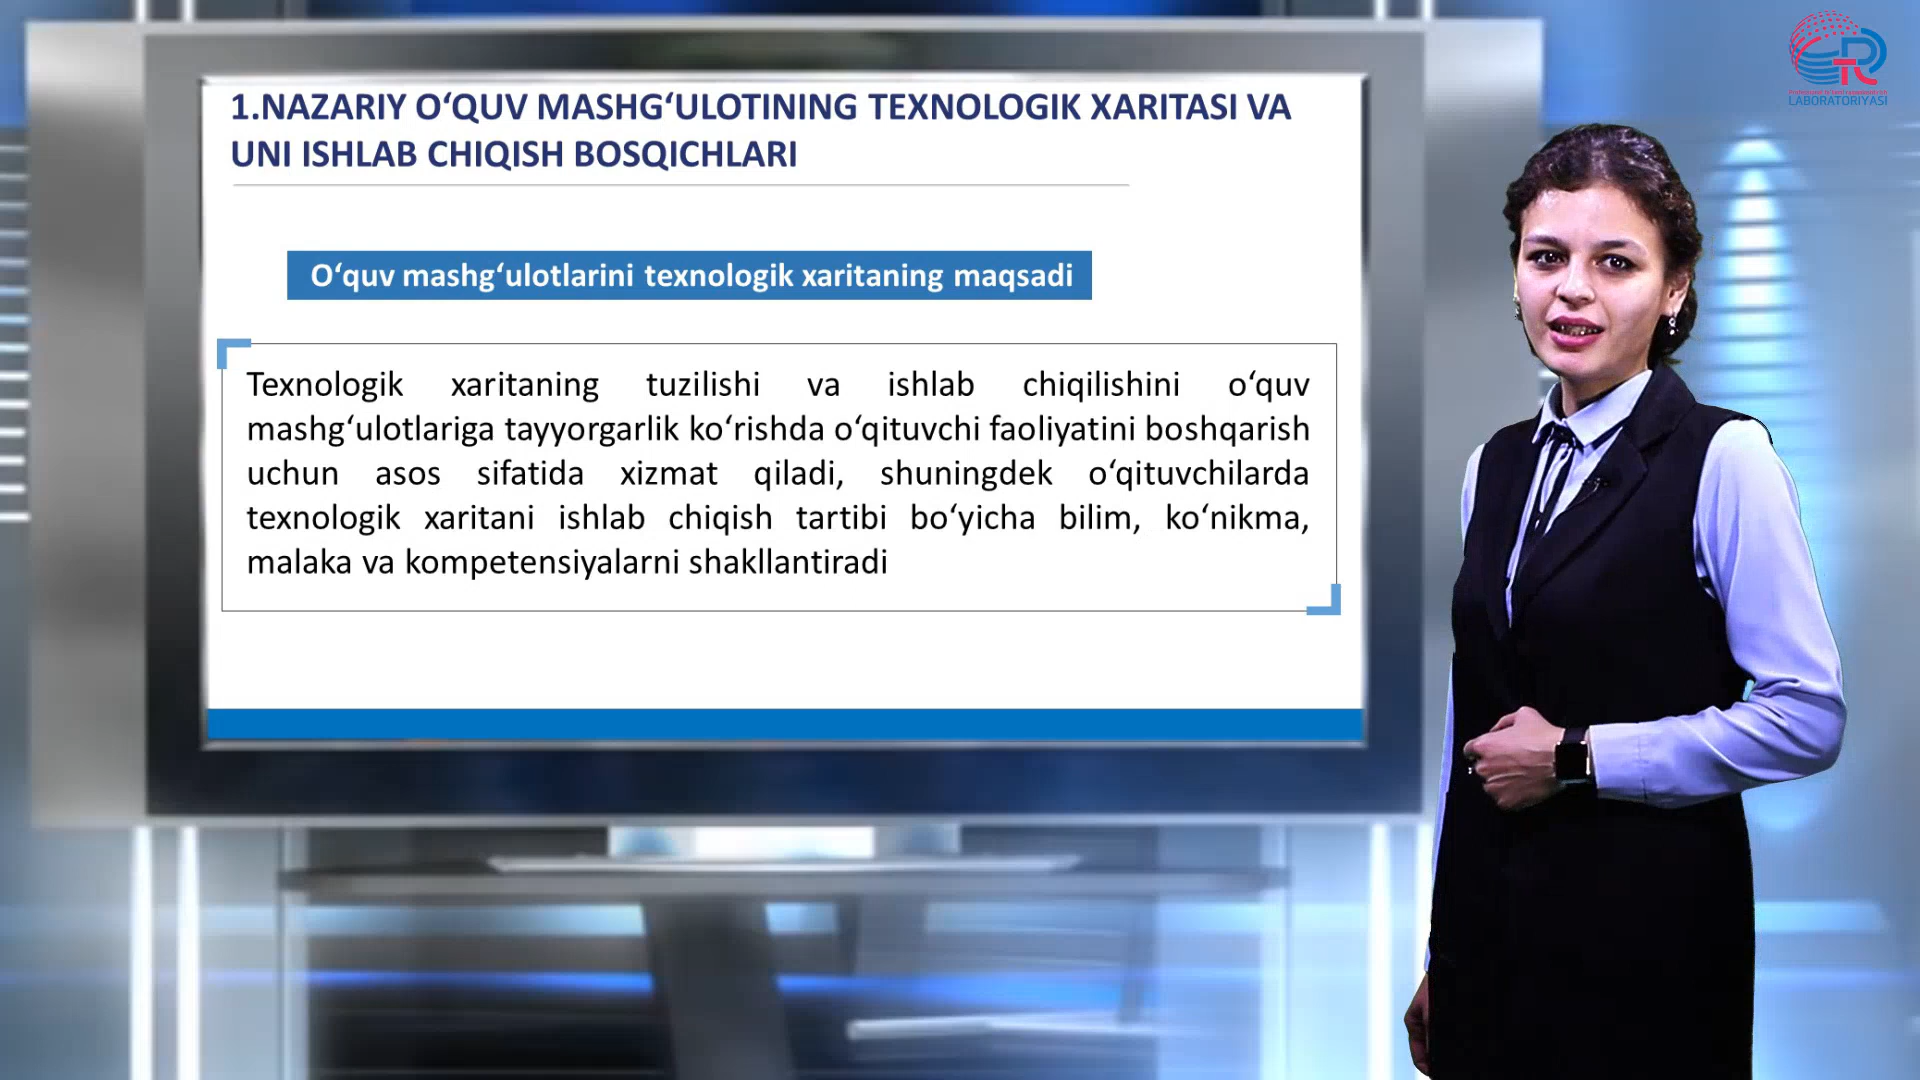 1.NAZARIY O‘QUV MASHG‘ULOTINING TEXNOLOGIK XARITASI VA
UNI ISHLAB CHIQISH BOSQICHLARI
O‘quv mashg‘ulotlarini texnologik xaritaning maqsadi
Texnologik xaritaning tuzilishi va ishlab chiqilishini o‘quv
mashg‘ulotlariga tayyorgarlik ko‘rishda o‘qituvchi faoliyatini boshqarish
uchun asos sifatida xizmat qiladi, shuningdek o‘qituvchilarda
texnologik xaritani ishlab chiqish tartibi bo‘yicha bilim, ko‘nikma,
malaka va kompetensiyalarni shakllantiradi
LABORATORIYASI